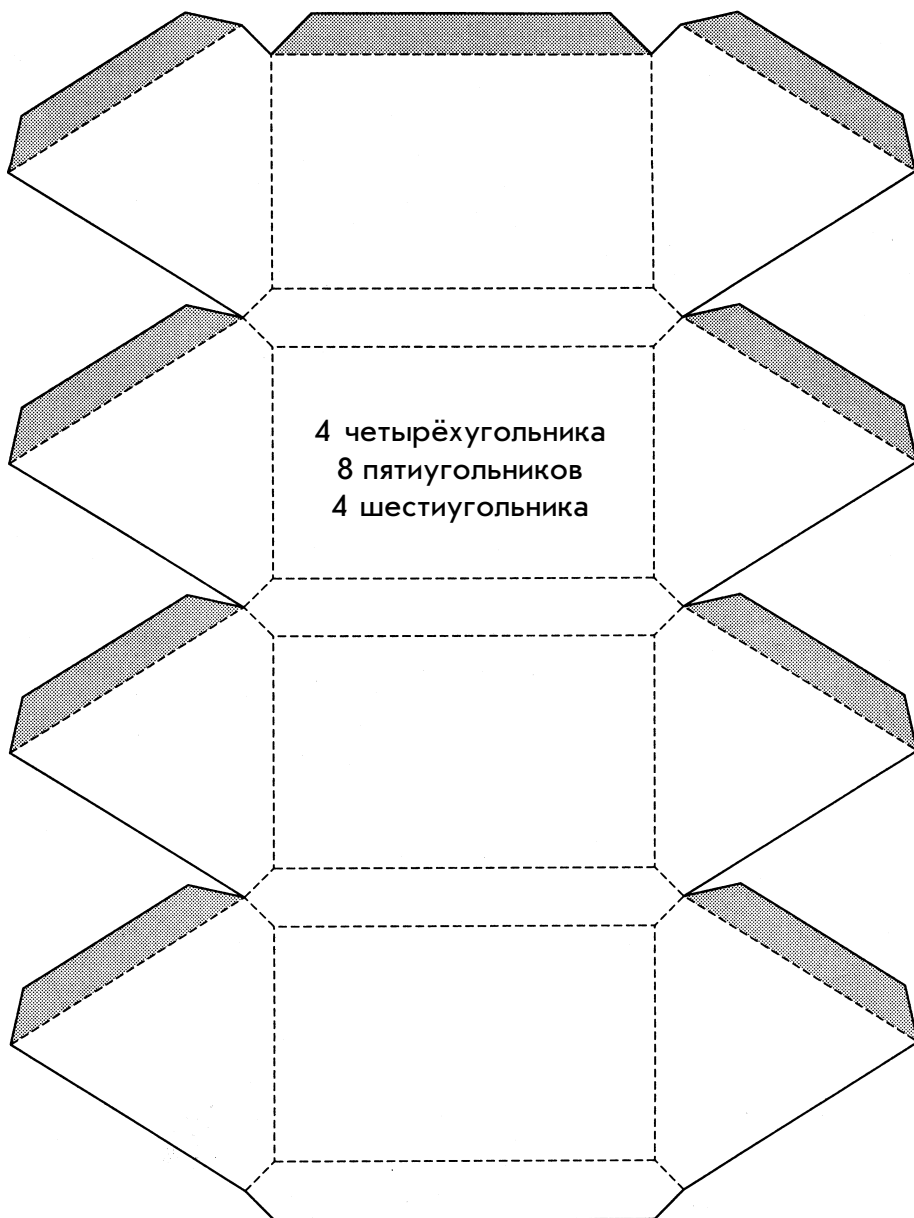 4 четырёхугольника
8 пятиугольников
4 шестиугольника